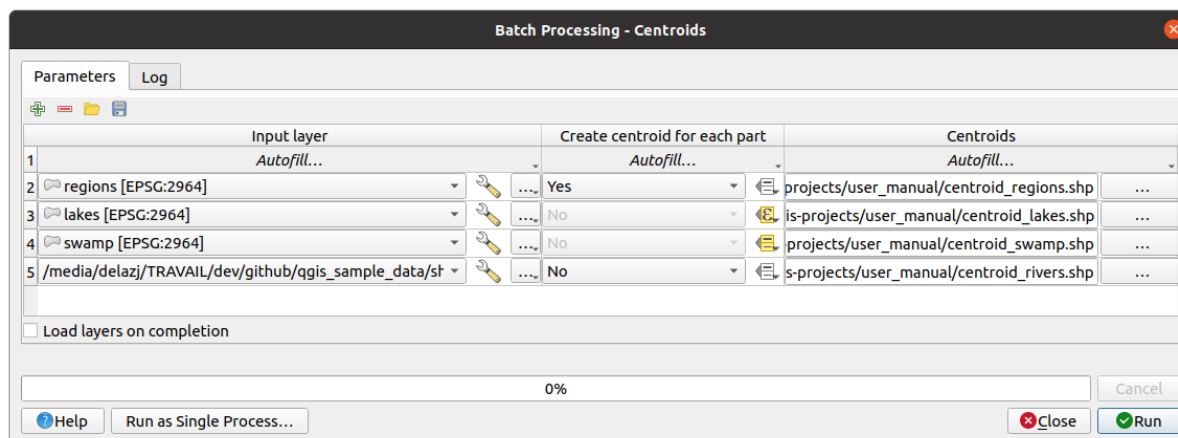 Batch Processing - Centroids
Parameters Log
Input layer Create centroid for each part Centroids
1 Autofill... Autofill... Autofill...
2 regions [EPSG:2964] ... Yes projects/user_manual/centroid_regions.shp ...
3 lakes [EPSG:2964] ... No is-projects/user_manual/centroid_lakes.shp ...
4 swamp [EPSG:2964] ... No projects/user_manual/centroid_swamp.shp ...
5 /media/delazj/TRAVAIL/dev/github/qgis_sample_data/sh ... No s-projects/user_manual/centroid_rivers.shp ...
Load layers on completion
0%
Cancel
Help Run as Single Process... Close Run